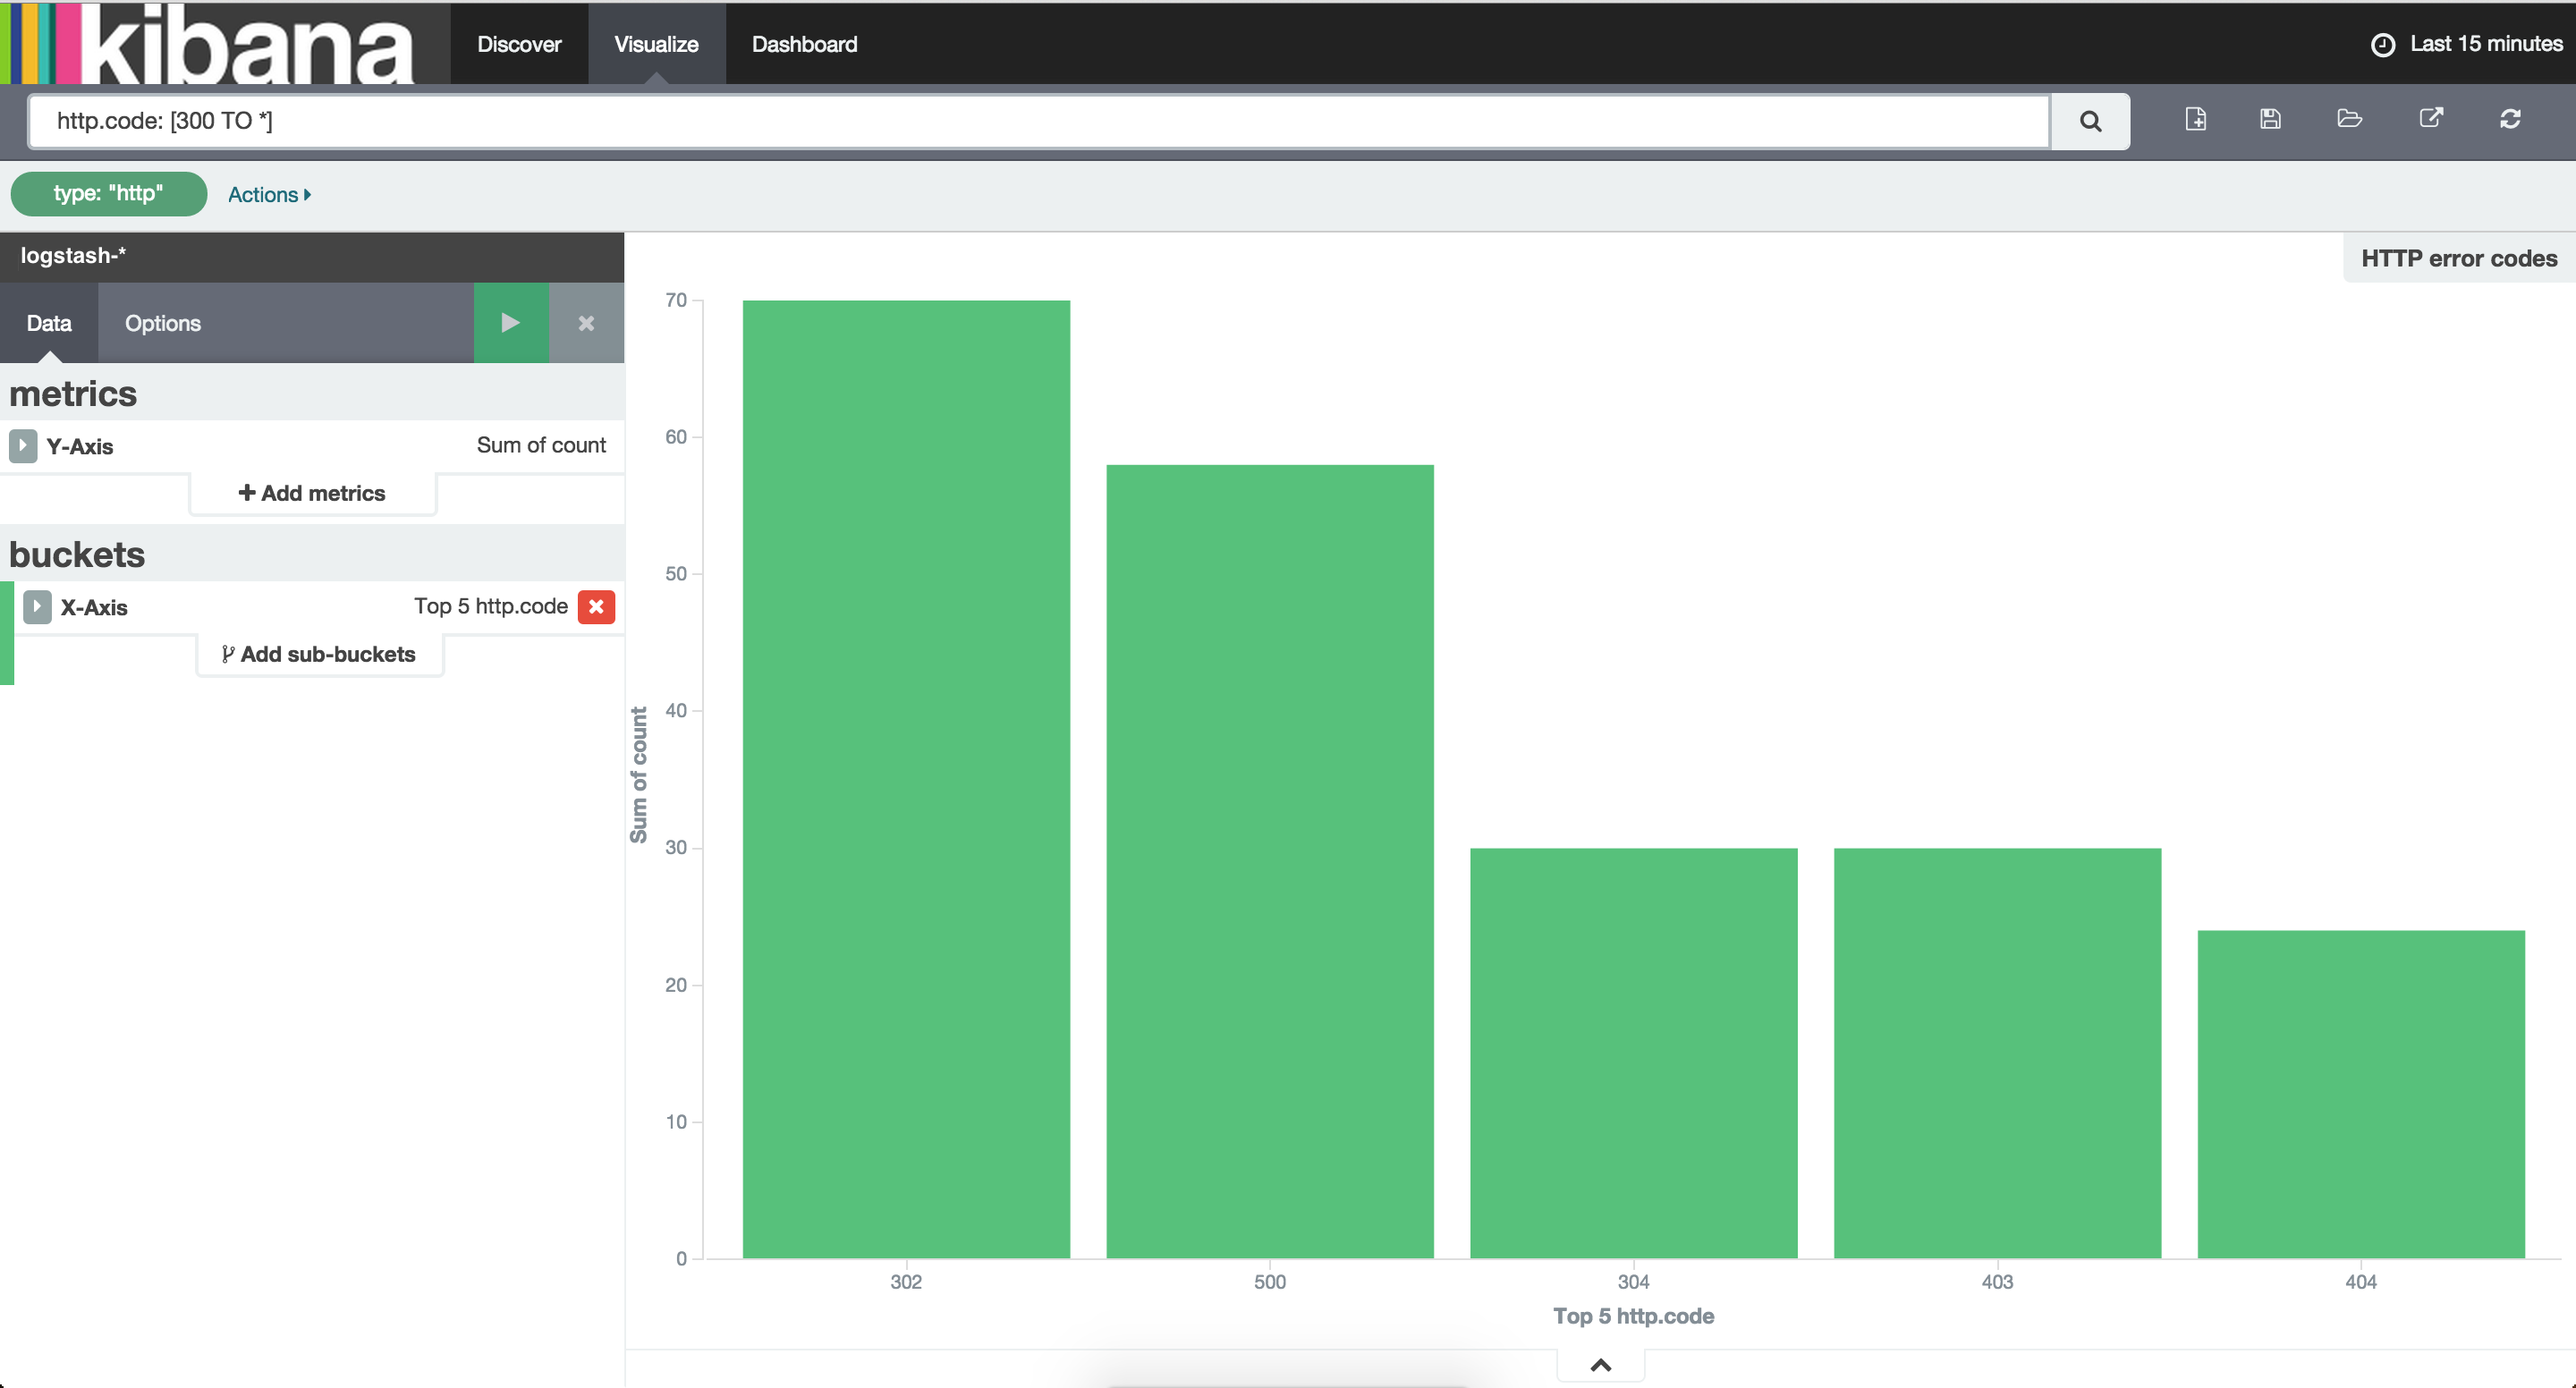 kibana
Discover
Visualize
Dashboard
Last 15 minutes
http.code: [300 TO *]
type: "http"
Actions
logstash-*
HTTP error codes
Data
Options
metrics
Y-Axis
Sum of count
Add metrics
buckets
X-Axis
Top 5 http.code
Add sub-buckets
Sum of count
70
60
50
40
30
20
10
0
302
500
304
403
404
Top 5 http.code